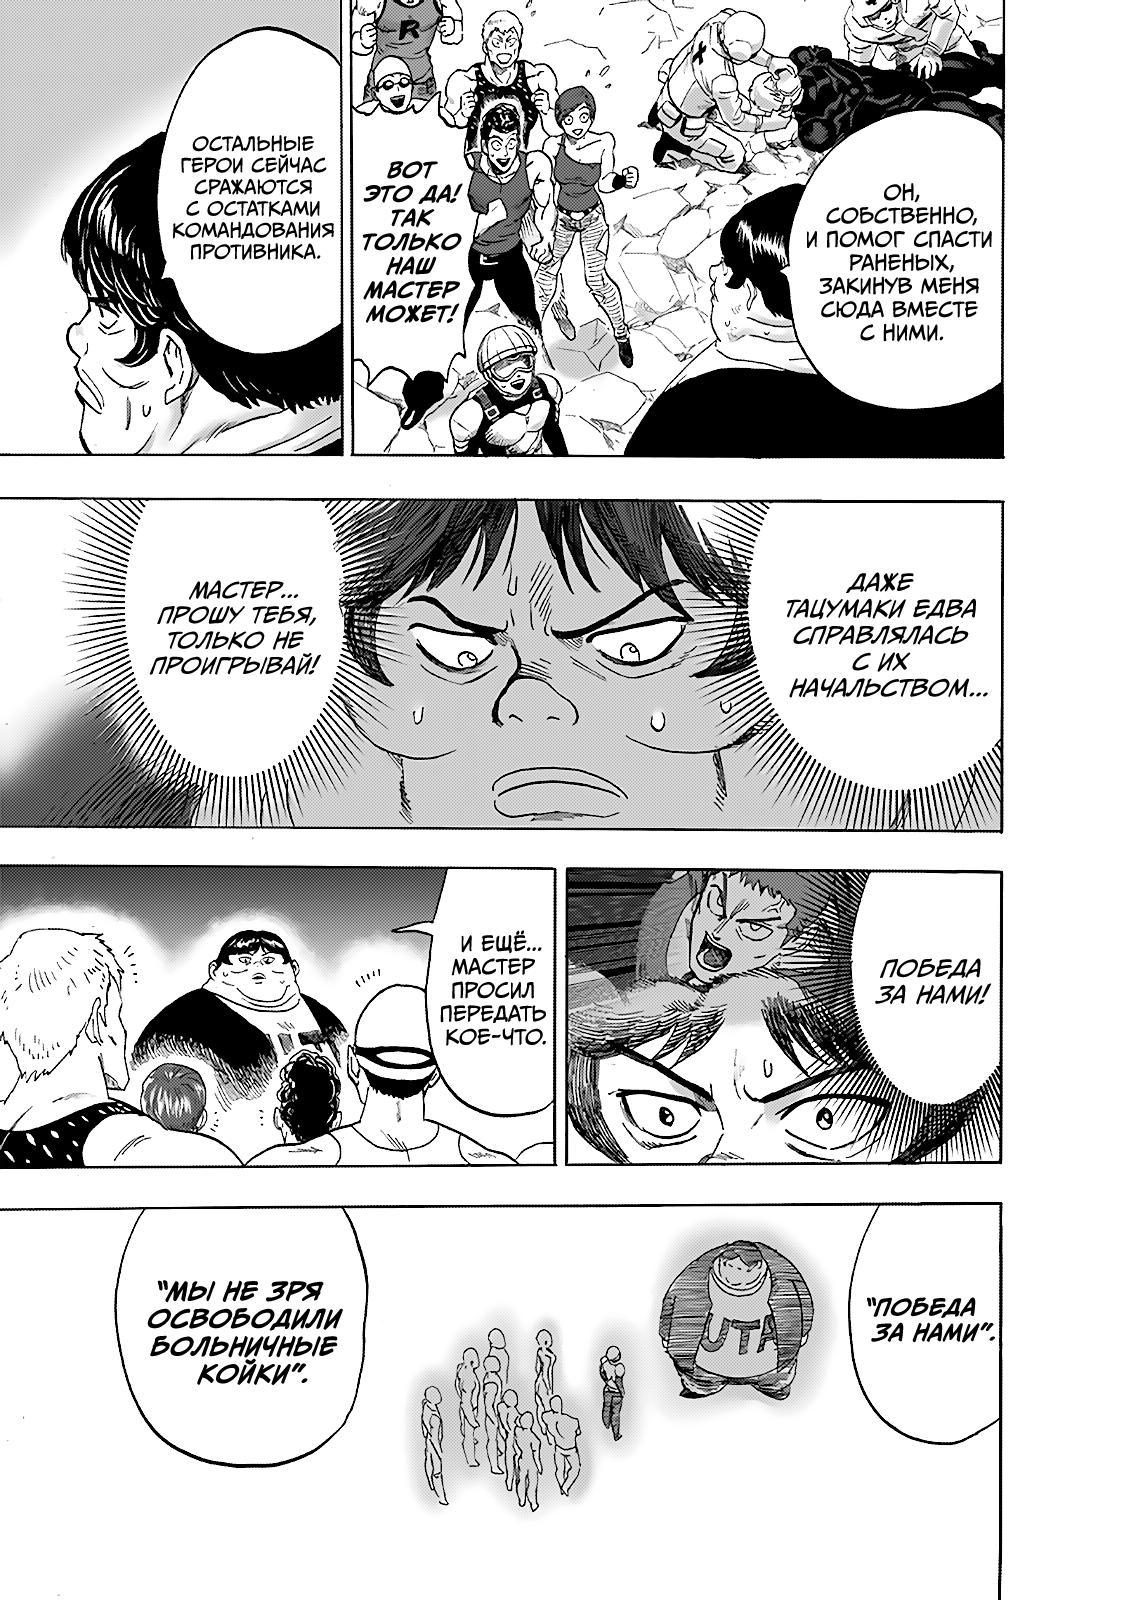 ОН,
СОБСТВЕННО,
И ПОМОГ СПАСТИ
РАНЕНЫХ,
ЗАКИНУВ МЕНЯ
СЮДА ВМЕСТЕ
С НИМИ.
R
ВОТ
ЭТО ДА!
ТАК
ТОЛЬКО
НАШ
МАСТЕР
МОЖЕТ!
ОСТАЛЬНЫЕ
ГЕРОИ СЕЙЧАС
СРАЖАЮТСЯ
С ОСТАТКАМИ
КОМАНДОВАНИЯ
ПРОТИВНИКА.
ДАЖЕ
ТАЦУМАКИ ЕДВА
СПРАВЛЯЛАСЬ
С ИХ
НАЧАЛЬСТВОМ...
МАСТЕР...
ПРОШУ ТЕБЯ,
ТОЛЬКО НЕ
ПРОИГРЫВАЙ!
ПОБЕДА
ЗА НАМИ!
И ЕЩЁ...
МАСТЕР
ПРОСИЛ
ПЕРЕДАТЬ
КОЕ-ЧТО.
"ПОБЕДА
ЗА НАМИ".
UTA
"МЫ НЕ ЗРЯ
ОСВОБОДИЛИ
БОЛЬНИЧНЫЕ
КОЙКИ".